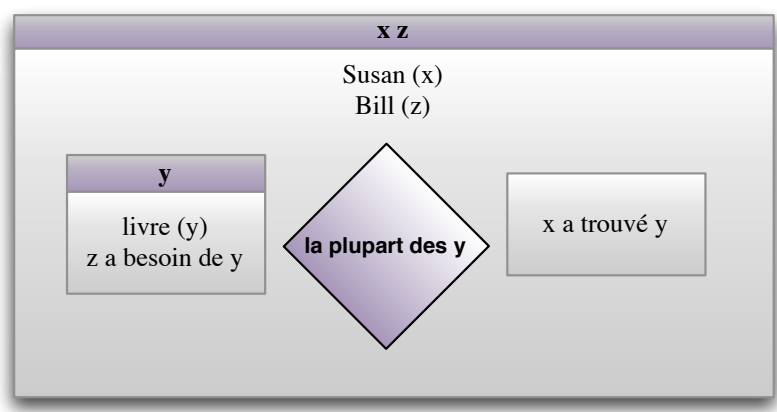 x z
Susan (x)
Bill (z)
y
livre (y)
z a besoin de y
la plupart des y
x a trouvé y